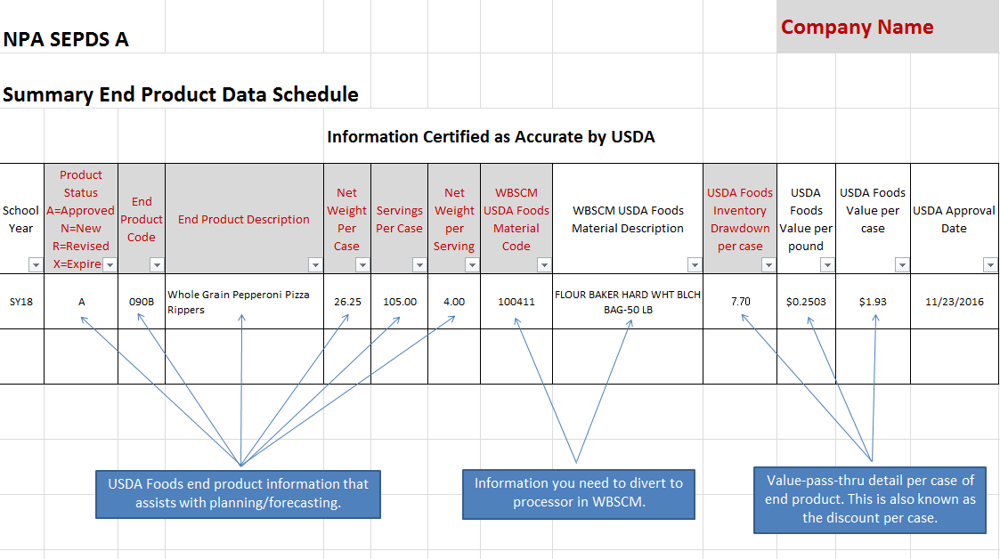 Company Name
NPA SEPDS A
Summary End Product Data Schedule
Information Certified as Accurate by USDA
School
Year
Product
Status
A=Approved
N=New
R=Revised
X=Expire
End
Product
Code
End Product Description
Net
Weight
Per
Case
Servings
Per Case
Net
Weight
per
Serving
WBSCM
USDA Foods
Material
Code
WBSCM USDA Foods
Material Description
USDA Foods
Inventory
Drawdown
per case
USDA
Foods
Value per
pound
USDA Foods
Value per
case
USDA Approval
Date
SY18
A
090B
Whole Grain Pepperoni Pizza
Rippers
26.25
105.00
4.00
100411
FLOUR BAKER HARD WHT BLCH
BAG-50 LB
7.70
$0.2503
$1.93
11/23/2016
USDA Foods end product information that
assists with planning/forecasting.
Information you need to divert to
processor in WBSCM.
Value-pass-thru detail per case of
end product. This is also known as
the discount per case.